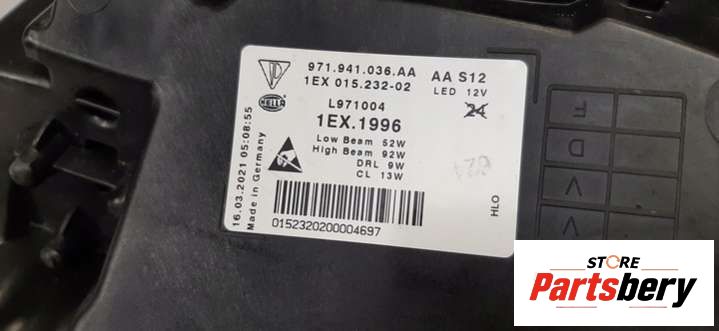 971.941.036.AA AA S12
1EX 015.232-02 LED 12V
HELLA
L971004
24
1EX.1996
Low Beam 52W
High Beam 92W
DRL 9W
CL 13W
16.03.2021 05:08:55
Made in Germany
0152320200004697
HLO
F
D
V
V
STORE
Partsbery